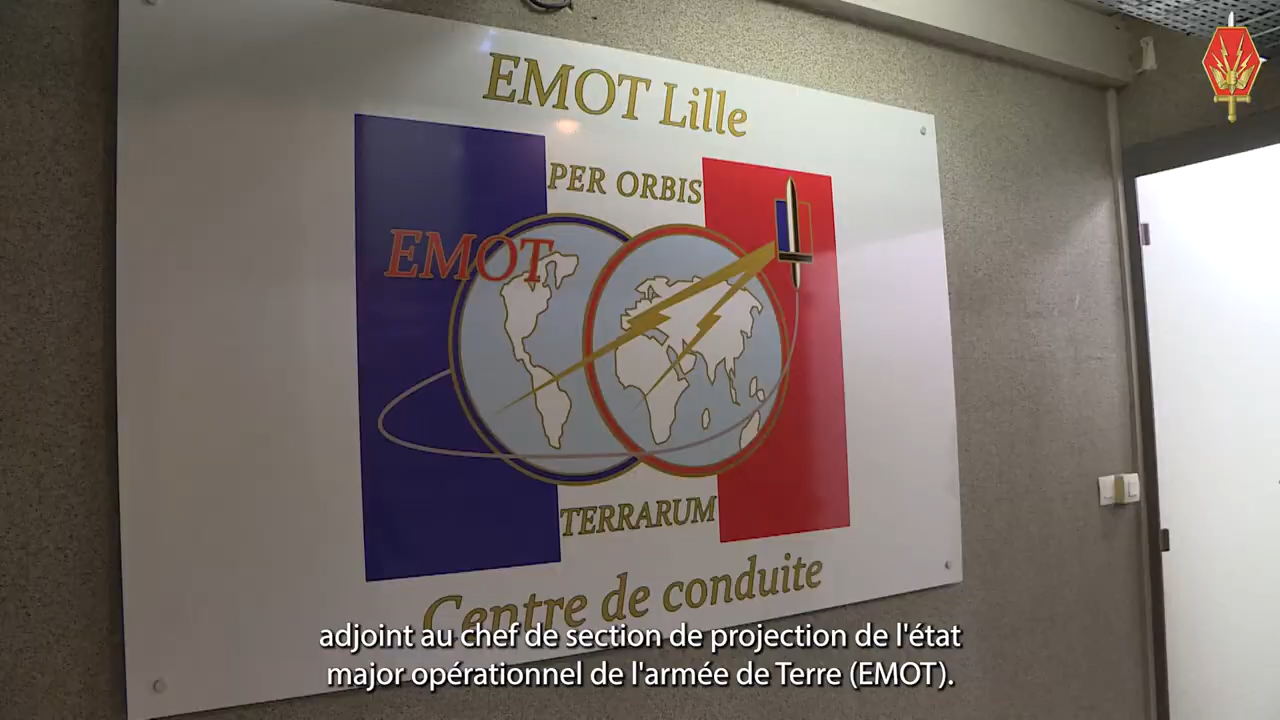 EMOT Lille
PER ORBIS
EMOT
TERRARUM
Centre de conduite
adjoint au chef de section de projection de l'état
major opérationnel de l'armée de Terre (EMOT).